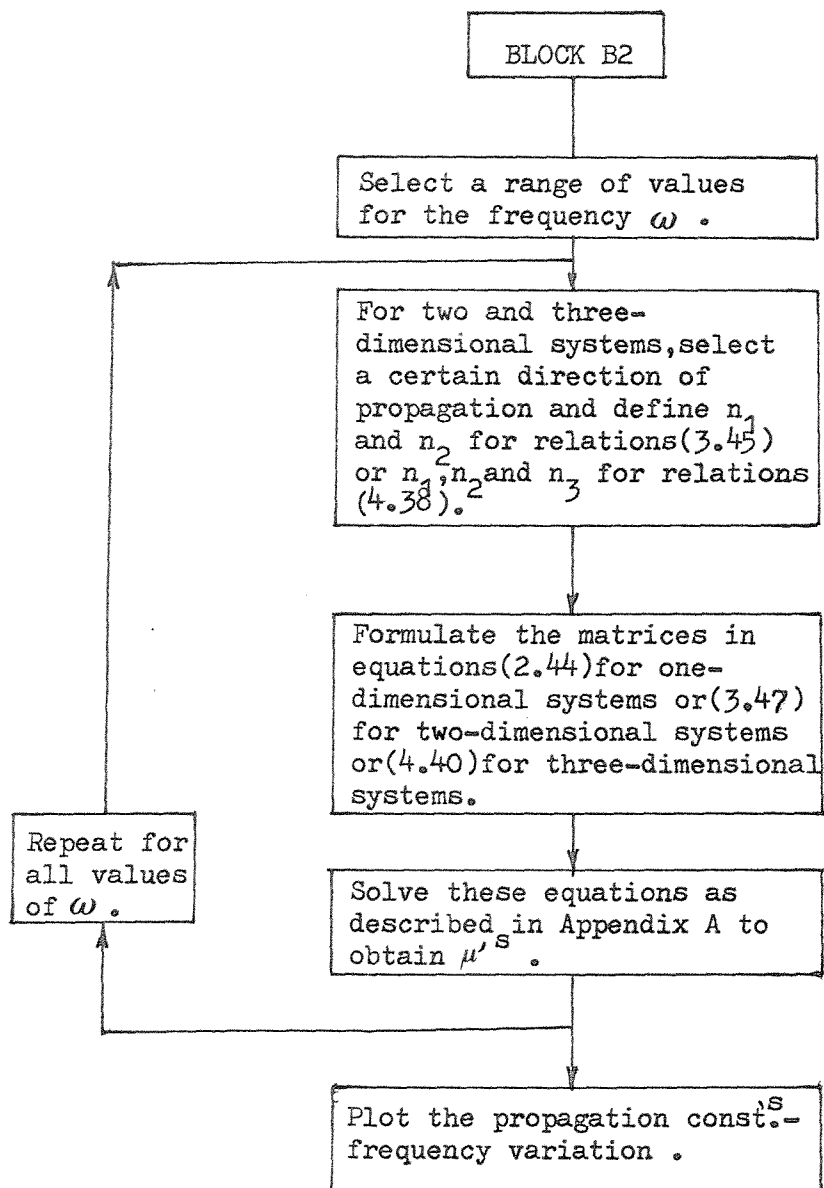 BLOCK B2
Select a range of values
for the frequency ω .
For two and three-
dimensional systems,select
a certain direction of
propagation and define n₁
and n₂ for relations(3.45)
or n₁,n₂and n₃ for relations
(4.38).
Formulate the matrices in
equations(2.44)for one-
dimensional systems or(3.47)
for two-dimensional systems
or(4.40)for three-dimensional
systems.
Repeat for
all values
of ω .
Solve these equations as
described in Appendix A to
obtain μ's .
Plot the propagation const.'s-
frequency variation .